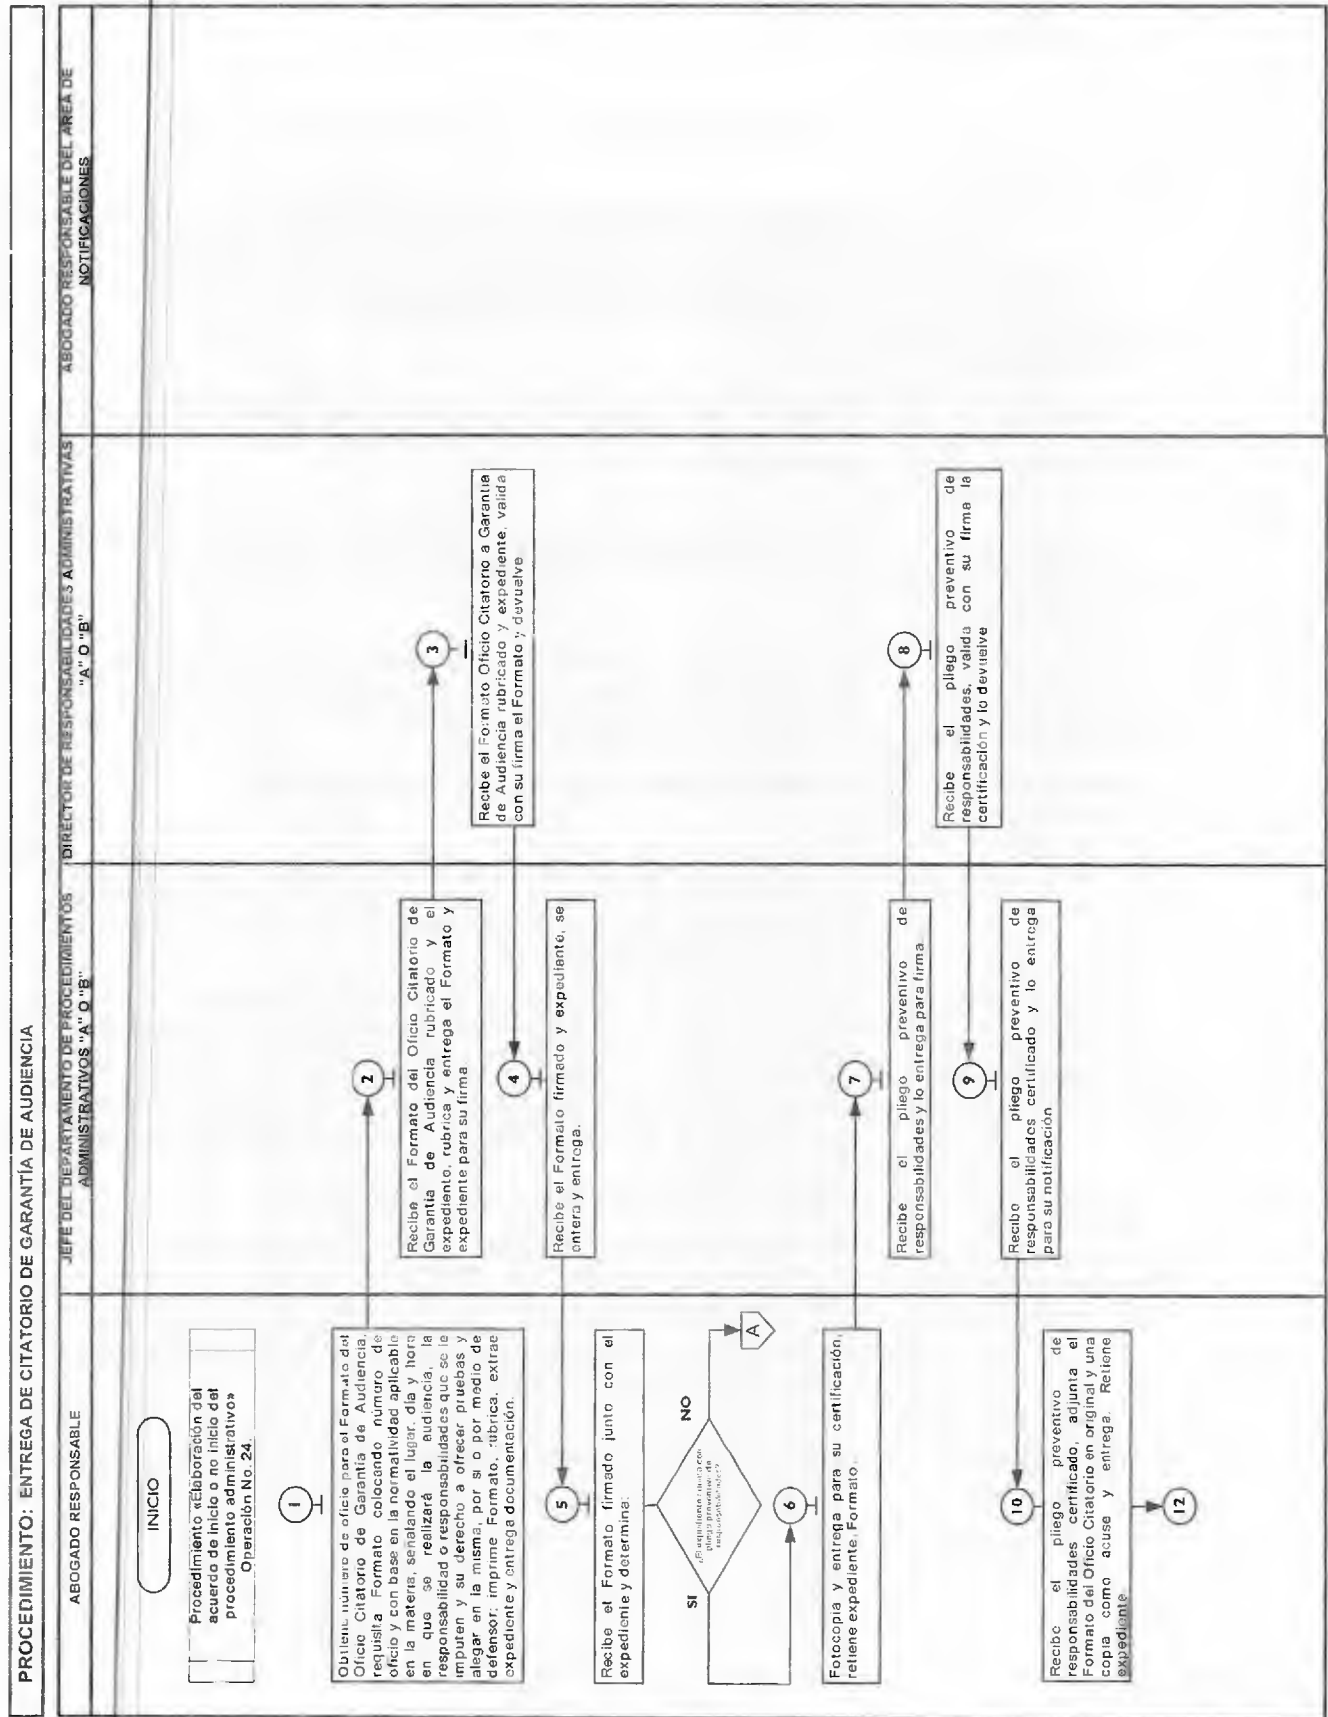 PROCEDIMIENTO: ENTREGA DE CITATORIO DE GARANTÍA DE AUDIENCIA
ABOGADO RESPONSABLE
JEFE DEL DEPARTAMENTO DE PROCEDIMIENTOS
ADMINISTRATIVOS "A" O "B"
DIRECTOR DE RESPONSABILIDADES ADMINISTRATIVAS
"A" O "B"
ABOGADO RESPONSABLE DEL AREA DE
NOTIFICACIONES
INICIO
Procedimiento «Elaboración del
acuerdo de inicio o no inicio del
procedimiento administrativo»
Operación No. 24.
1
Obtiene número de oficio para el Formato del
Oficio Citatorio de Garantía de Audiencia,
requisita Formato colocando número de
oficio y con base en la normatividad aplicable
en la materia, señalando el lugar, día y hora
en que se realizará la audiencia, la
responsabilidad o responsabilidades que se le
imputen y su derecho a ofrecer pruebas y
alegar en la misma, por si o por medio de
defensor; imprime Formato, rubrica, extrae
expediente y entrega documentación.
2
Recibe el Formato del Oficio Citatorio de
Garantía de Audiencia rubricado y el
expediente, rubrica y entrega el Formato y
expediente para su firma
3
Recibe el Formato Oficio Citatorio a Garantía
de Audiencia rubricado y expediente, valida
con su firma el Formato y devuelve
4
Recibe el Formato firmado y expediente, se
entera y entrega.
5
Recibe el Formato firmado junto con el
expediente y determina:
¿El expediente cuenta con
pliego preventivo de
responsabilidades?
SI
NO
A
6
Fotocopia y entrega para su certificación,
retiene expediente, Formato.
7
Recibe el pliego preventivo de
responsabilidades y lo entrega para firma
8
Recibe el pliego preventivo de
responsabilidades, valida con su firma la
certificación y lo devuelve
9
Recibe el pliego preventivo de
responsabilidades certificado y lo entrega
para su notificación
10
Recibe el pliego preventivo de
responsabilidades certificado, adjunta el
Formato del Oficio Citatorio en original y una
copia como acuse y entrega. Retiene
expediente
12